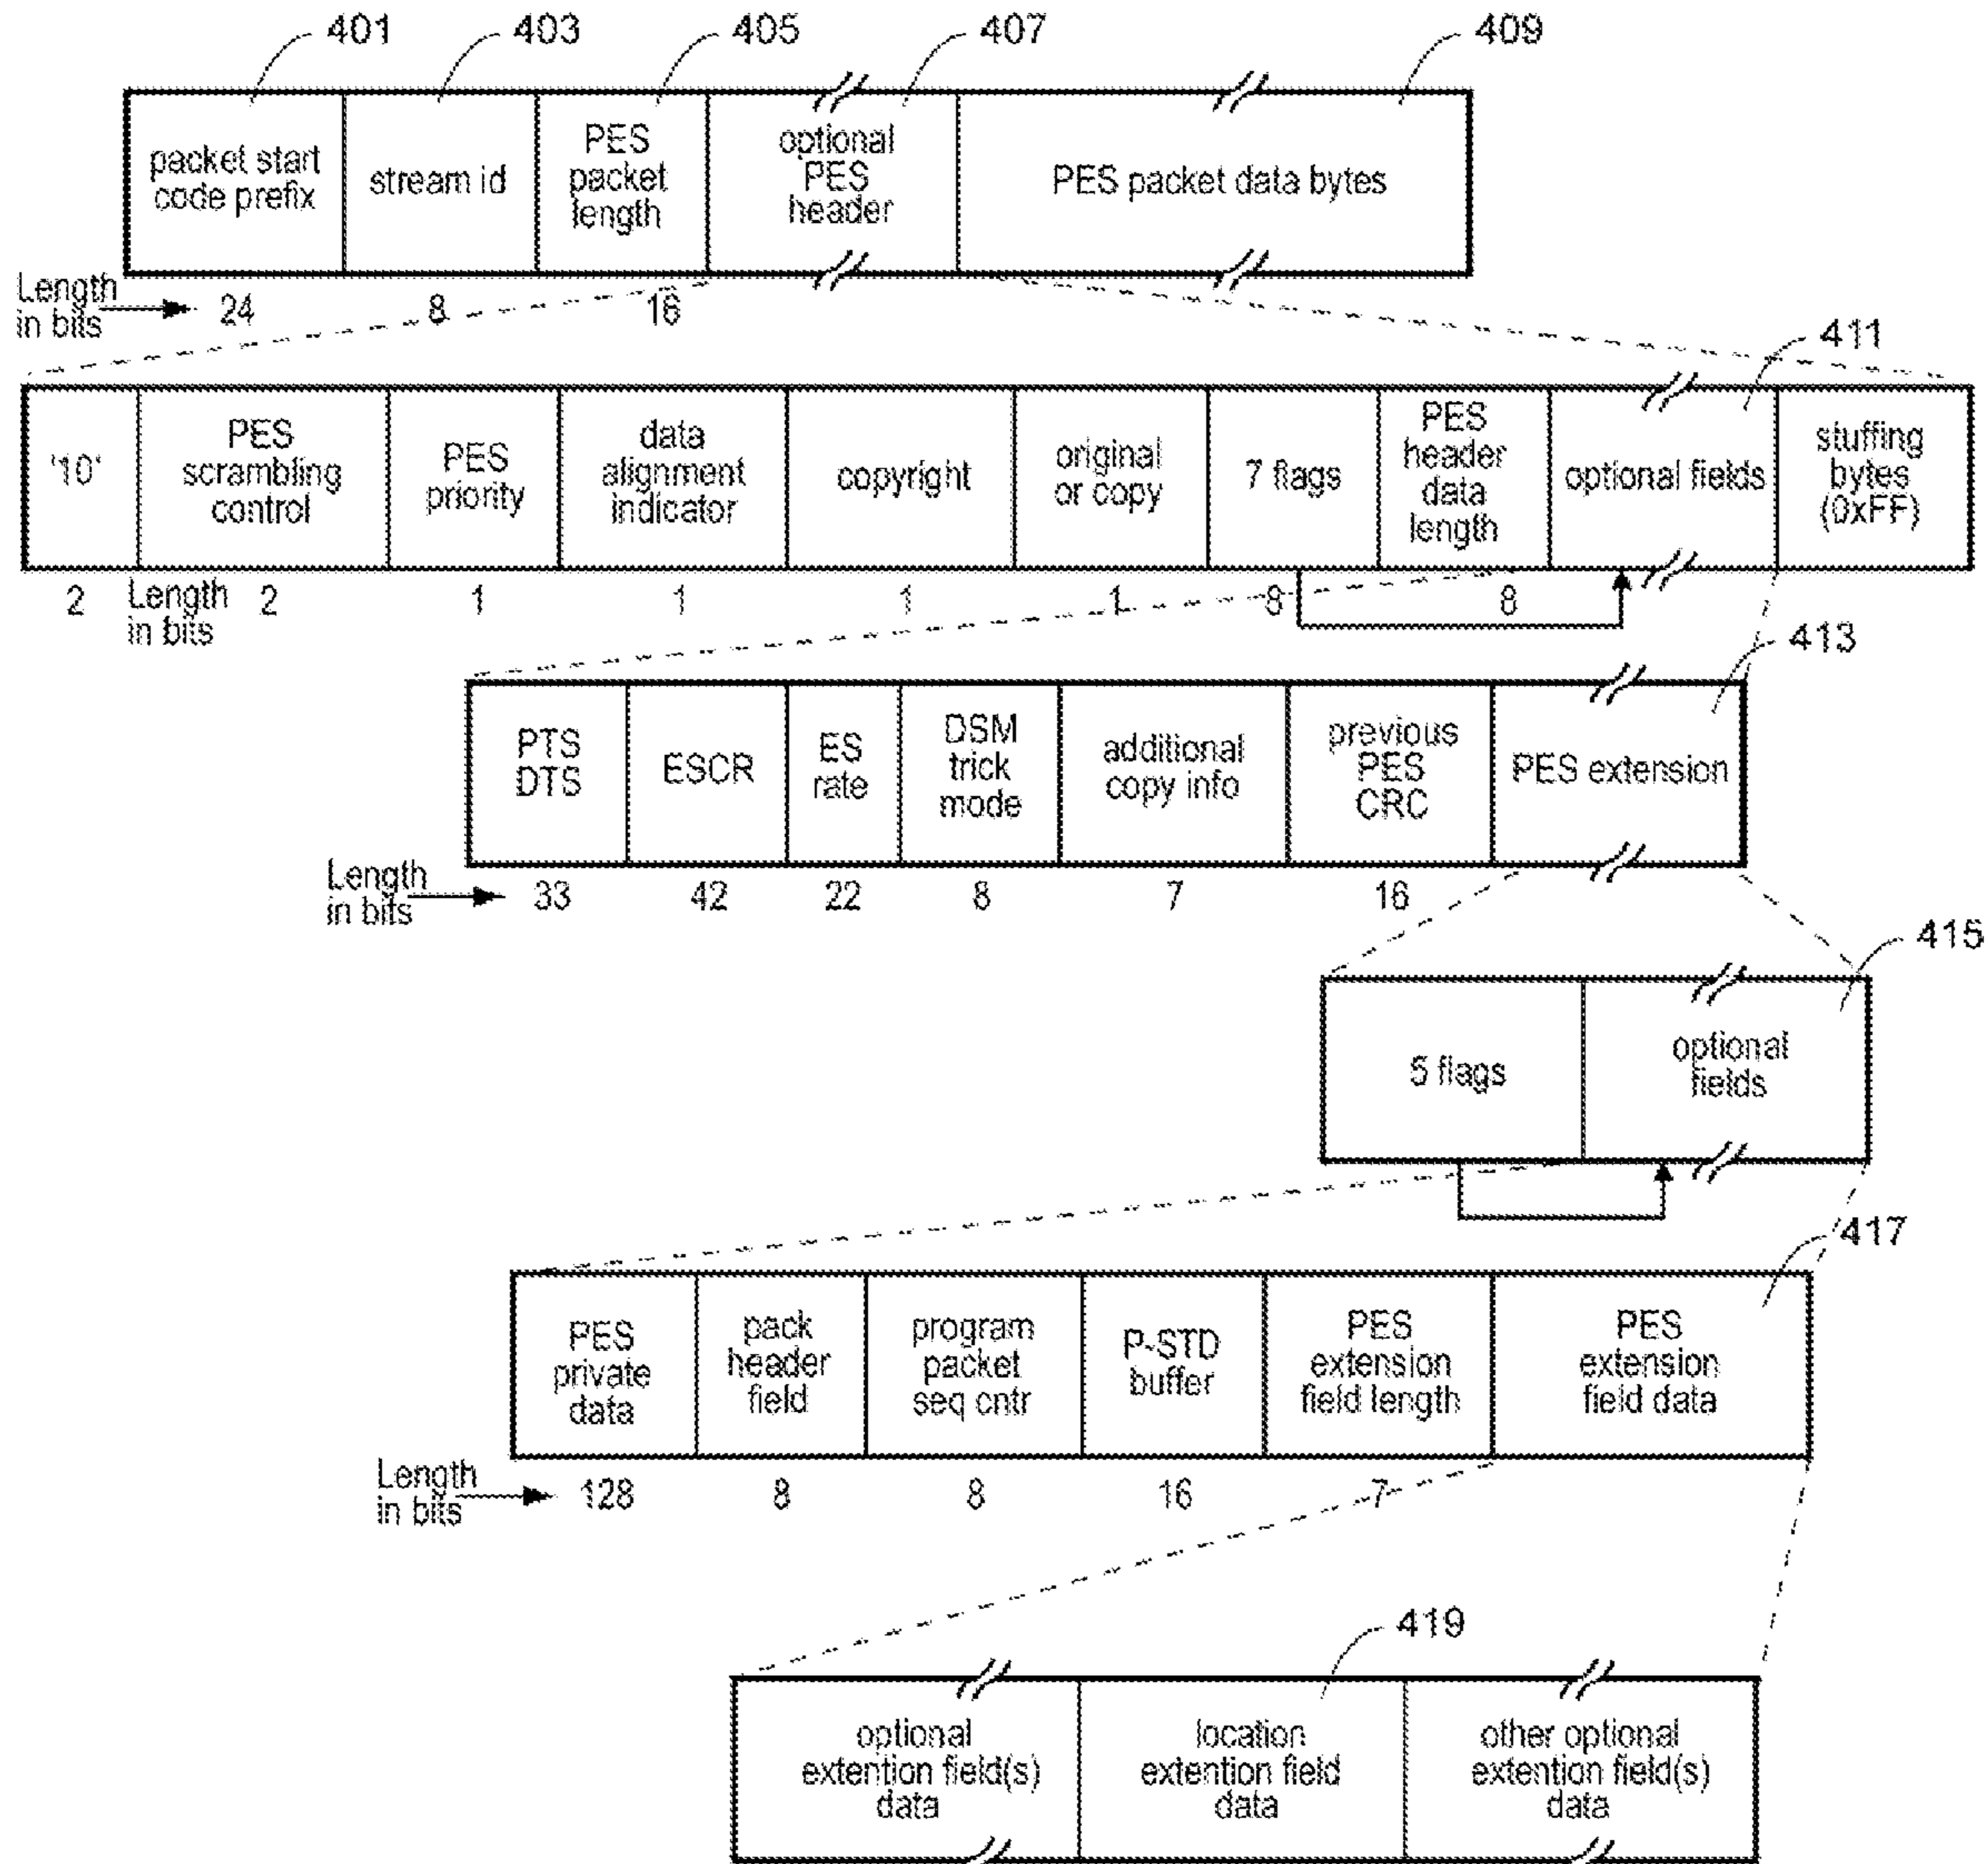 401 403 405 407 409
packet start
code prefix
stream id
PES
packet
length
optional
PES
header
PES packet data bytes
Length
in bits
24 8 16
411
'10'
PES
scrambling
control
PES
priority
data
alignment
indicator
copyright
original
or copy
7 flags
PES
header
data
length
optional fields
stuffing
bytes
(0xFF)
2
Length
in bits
2 1 1 1 1 8 8
413
PTS
DTS
ESCR
ES
rate
DSM
trick
mode
additional
copy info
previous
PES
CRC
PES extension
Length
in bits
33 42 22 8 7 16
415
5 flags
optional
fields
417
PES
private
data
pack
header
field
program
packet
seq cntr
P-STD
buffer
PES
extension
field length
PES
extension
field data
Length
in bits
128 8 8 16 7
419
optional
extention field(s)
data
location
extention field
data
other optional
extention field(s)
data